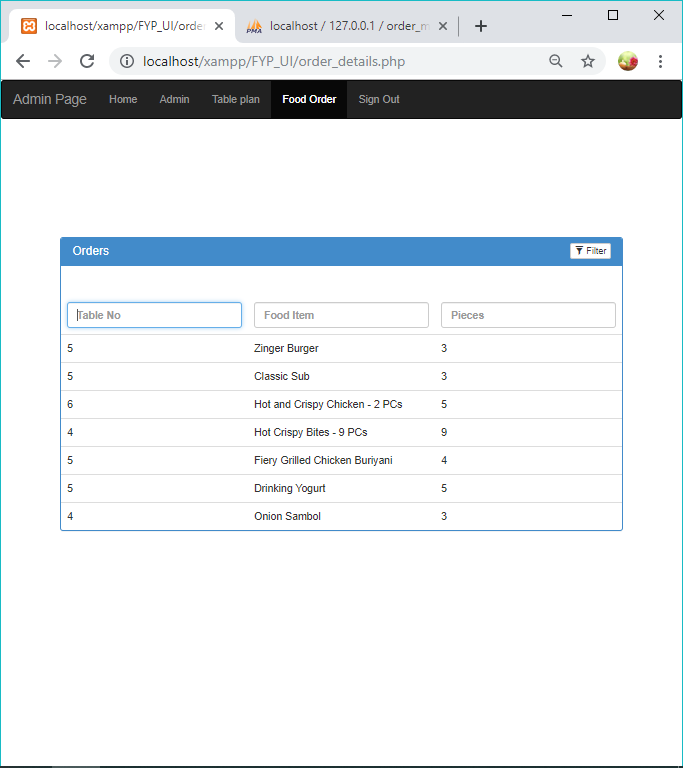 localhost/xampp/FYP_UI/order
PMA localhost / 127.0.0.1 / order_m
localhost/xampp/FYP_UI/order_details.php
Admin Page Home Admin Table plan Food Order Sign Out
Orders Filter
Table No Food Item Pieces
5 Zinger Burger 3
5 Classic Sub 3
6 Hot and Crispy Chicken - 2 PCs 5
4 Hot Crispy Bites - 9 PCs 9
5 Fiery Grilled Chicken Buriyani 4
5 Drinking Yogurt 5
4 Onion Sambol 3